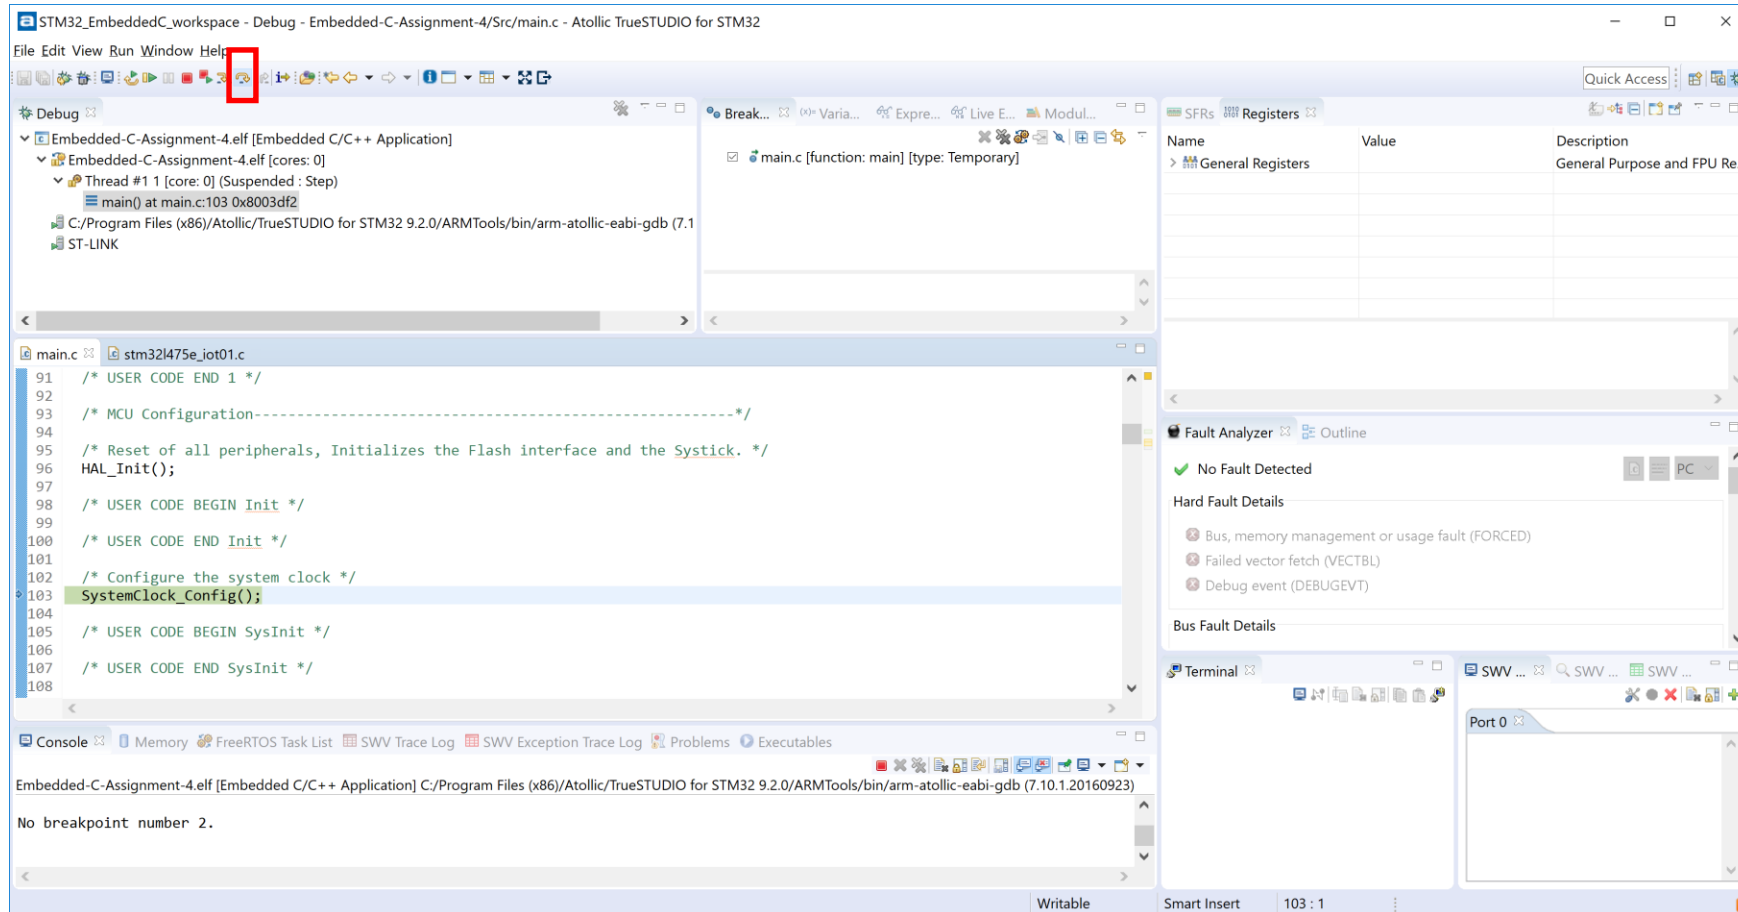 STM32_EmbeddedC_workspace - Debug - Embedded-C-Assignment-4/Src/main.c - Atollic TrueSTUDIO for STM32
File Edit View Run Window Help
Quick Access
Debug
Embedded-C-Assignment-4.elf [Embedded C/C++ Application]
Embedded-C-Assignment-4.elf [cores: 0]
Thread #1 1 [core: 0] (Suspended : Step)
main() at main.c:103 0x8003df2
C:/Program Files (x86)/Atollic/TrueSTUDIO for STM32 9.2.0/ARMTools/bin/arm-atollic-eabi-gdb (7.1
ST-LINK
Break... (x)= Varia... Expre... Live E... Modul...
main.c [function: main] [type: Temporary]
SFRs Registers
Name Value Description
General Registers General Purpose and FPU Re
main.c stm32l475e_iot01.c
91 /* USER CODE END 1 */
92
93 /* MCU Configuration--------------------------------------------------------*/
94
95 /* Reset of all peripherals, Initializes the Flash interface and the Systick. */
96 HAL_Init();
97
98 /* USER CODE BEGIN Init */
99
100 /* USER CODE END Init */
101
102 /* Configure the system clock */
103 SystemClock_Config();
104
105 /* USER CODE BEGIN SysInit */
106
107 /* USER CODE END SysInit */
108
Fault Analyzer Outline
No Fault Detected PC
Hard Fault Details
Bus, memory management or usage fault (FORCED)
Failed vector fetch (VECTBL)
Debug event (DEBUGEVT)
Bus Fault Details
Terminal
SWV ... SWV ... SWV ...
Port 0
Console Memory FreeRTOS Task List SWV Trace Log SWV Exception Trace Log Problems Executables
Embedded-C-Assignment-4.elf [Embedded C/C++ Application] C:/Program Files (x86)/Atollic/TrueSTUDIO for STM32 9.2.0/ARMTools/bin/arm-atollic-eabi-gdb (7.10.1.20160923)
No breakpoint number 2.
Writable Smart Insert 103 : 1